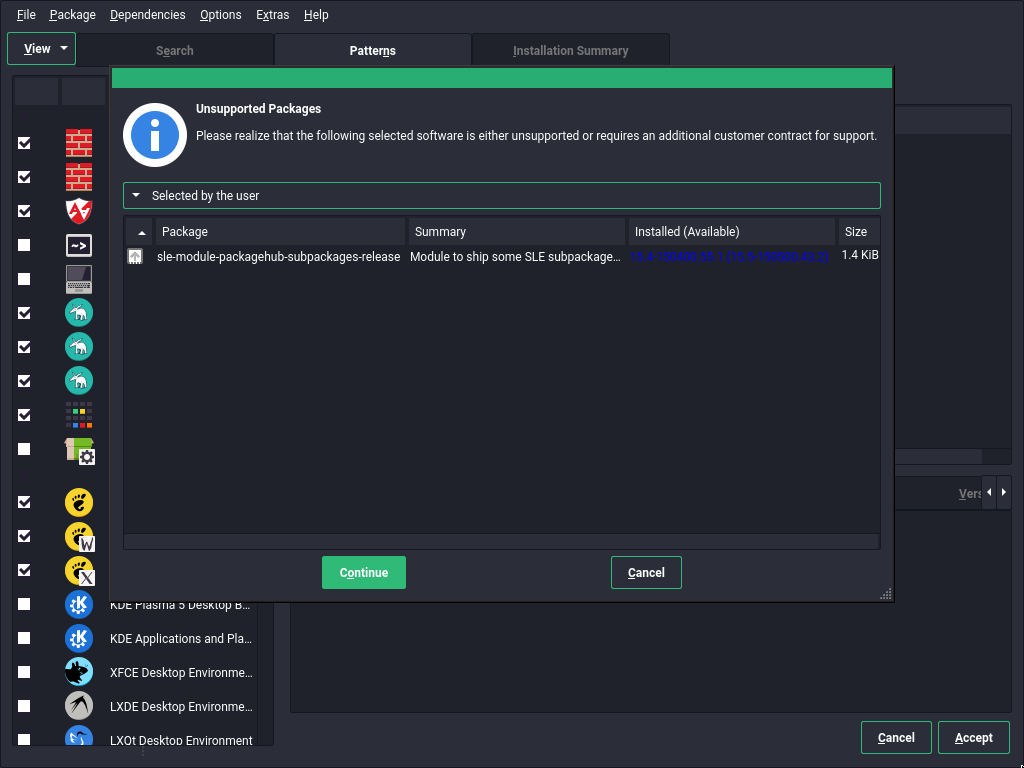 File Package Dependencies Options Extras Help
View Search Patterns Installation Summary
Unsupported Packages
Please realize that the following selected software is either unsupported or requires an additional customer contract for support.
Selected by the user
Package Summary Installed (Available) Size
sle-module-packagehub-subpackages-release Module to ship some SLE subpackage... 1.4 KiB
Vers
Continue Cancel
KDE Plasma 5 Desktop B...
KDE Applications and Pla...
XFCE Desktop Environme...
LXDE Desktop Environme...
LXQt Desktop Environment
Cancel Accept